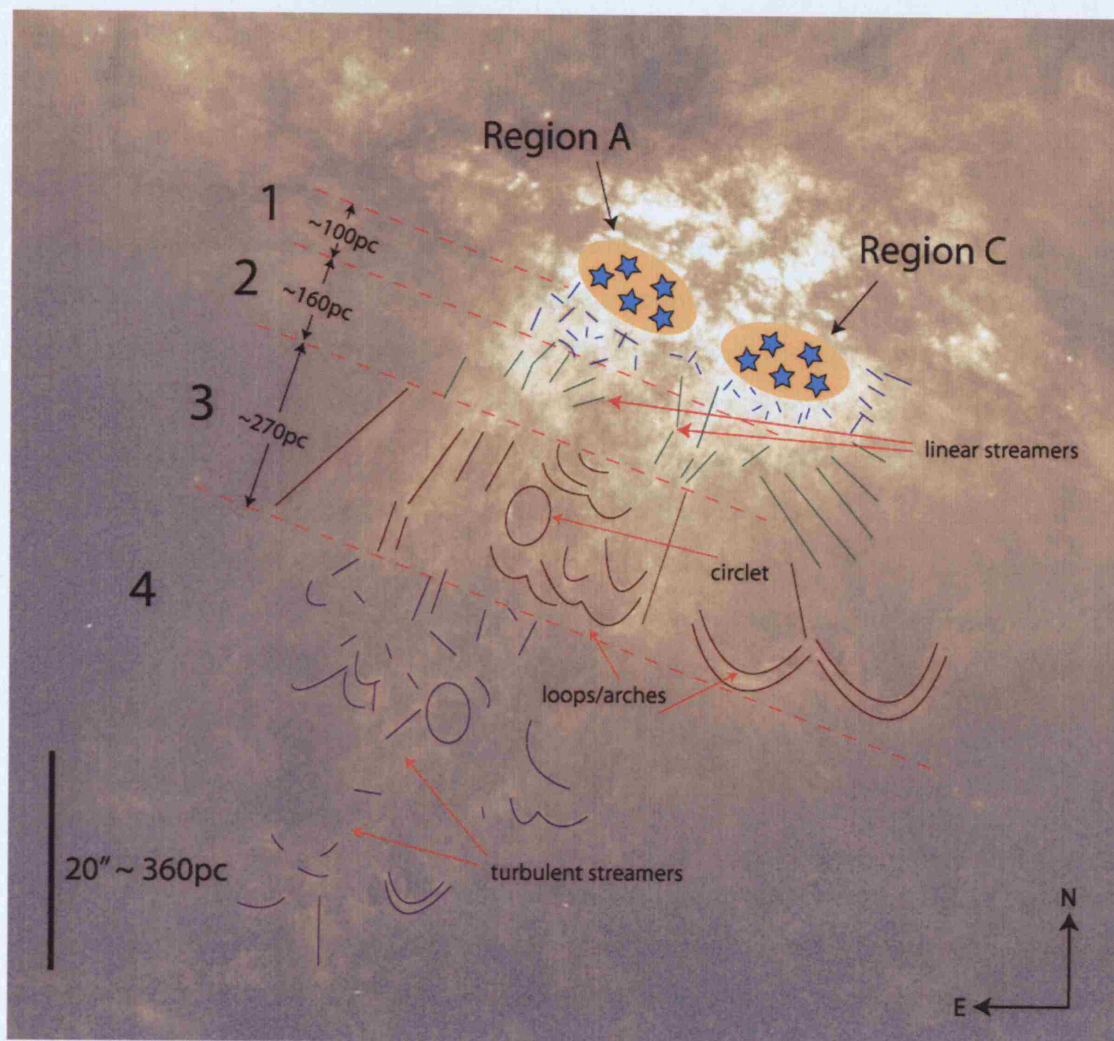 Region A
1
~100pc
Region C
2
~160pc
3
~270pc
linear streamers
circlet
4
loops/arches
20" ~ 360pc
turbulent streamers
N
E